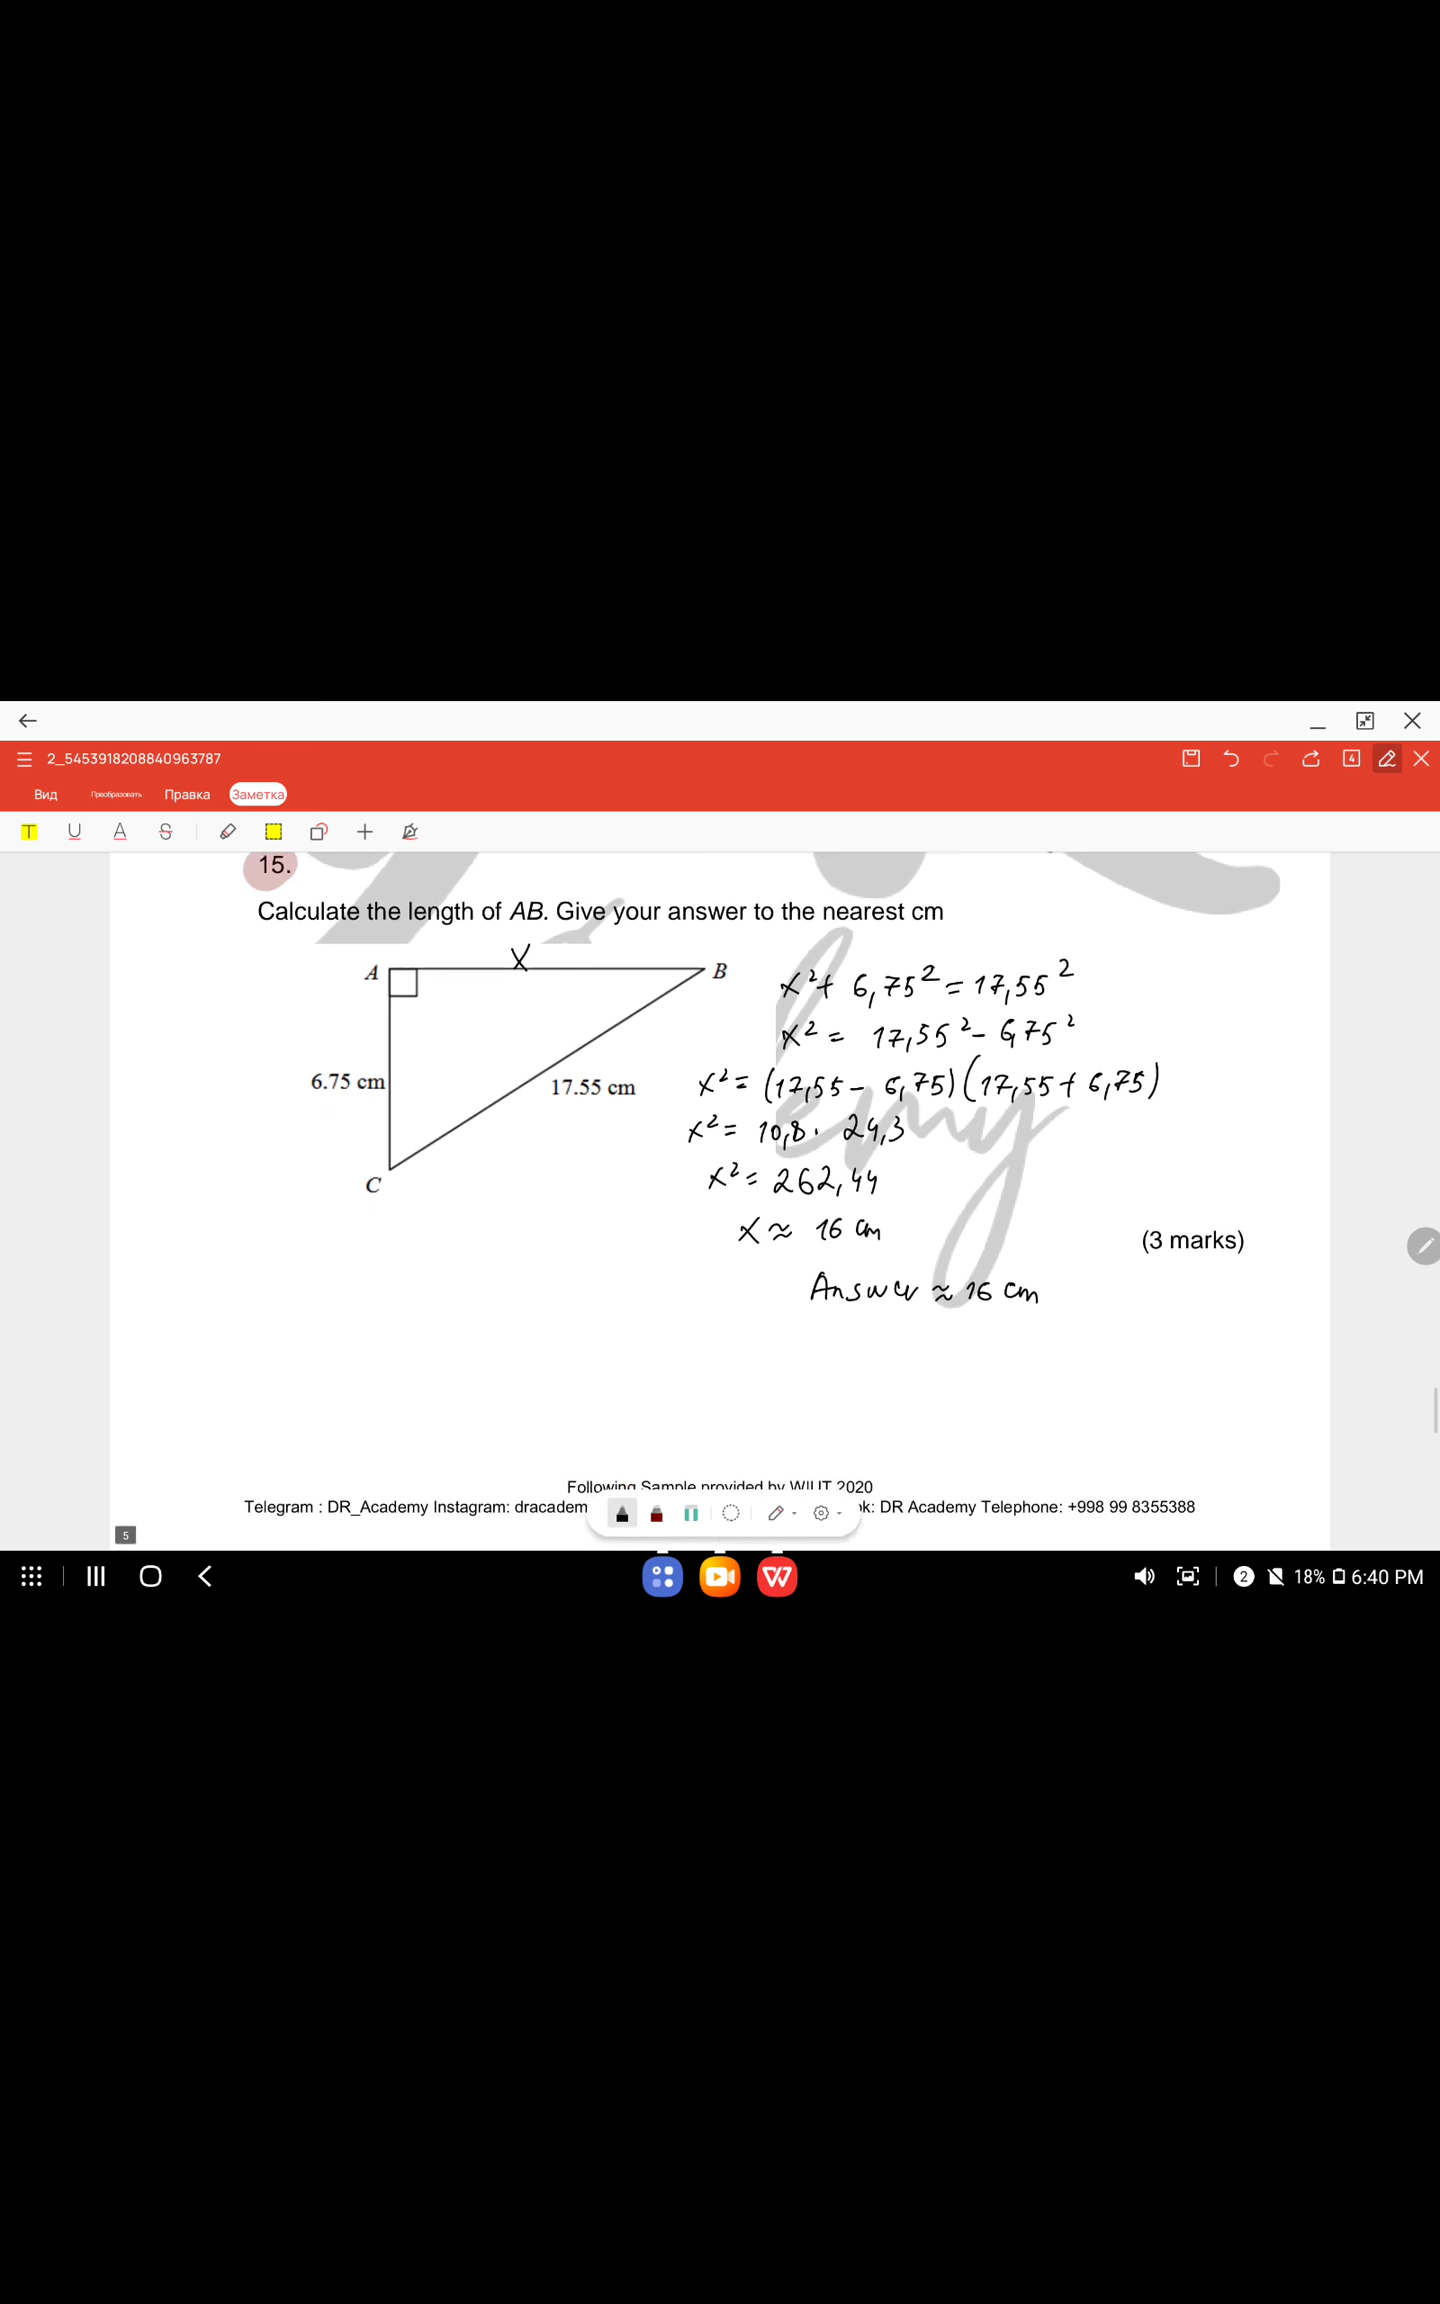 2_5453918208840963787
4
Вид Преобразовать Правка Заметка
T U A S
15.
Calculate the length of AB. Give your answer to the nearest cm
A X B
6.75 cm
17.55 cm
C
x²+ 6,75² = 17,55²
x² = 17,55² - 6,75²
x² = (17,55 - 6,75)(17,55 + 6,75)
x² = 10,8 · 24,3
x² = 262,44
x ≈ 16 cm
(3 marks)
Answer ≈ 16 cm
emy
Following Sample provided by WIUT 2020
Telegram : DR_Academy Instagram: dracadem k: DR Academy Telephone: +998 99 8355388
5
2 18% 6:40 PM